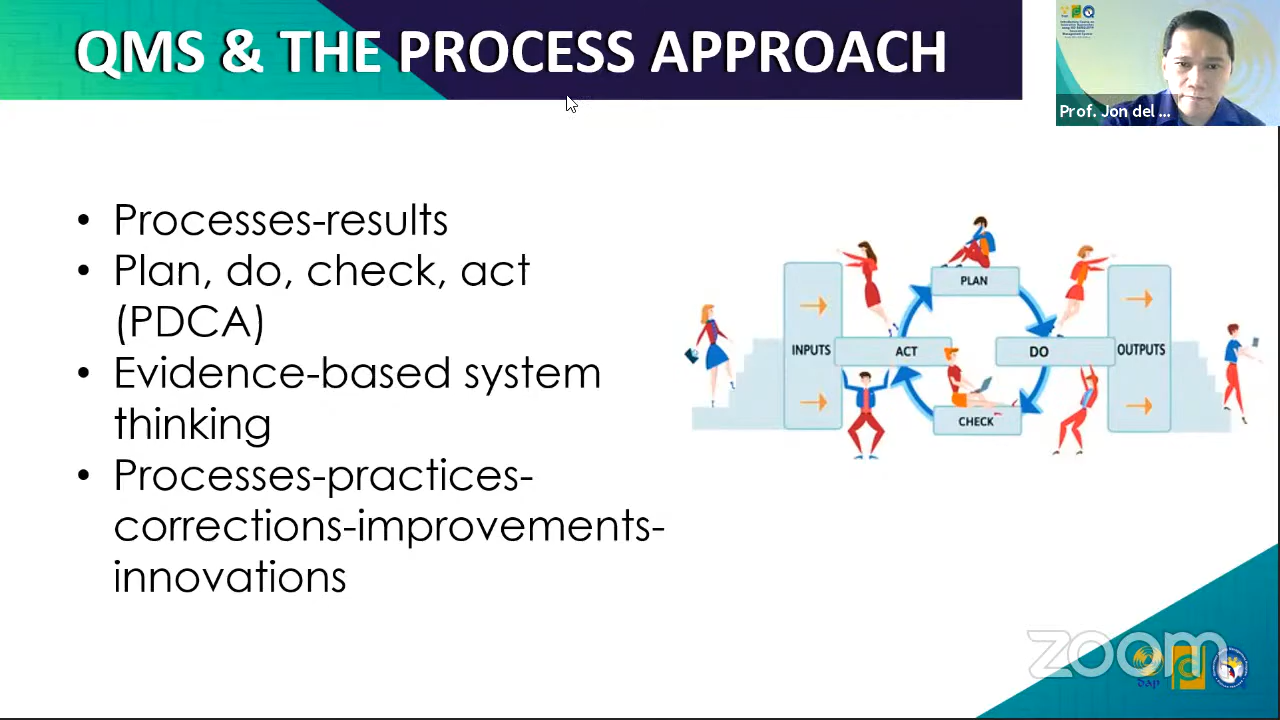 QMS & THE PROCESS APPROACH
Prof. Jon del ...
• Processes-results
• Plan, do, check, act
(PDCA)
• Evidence-based system
thinking
• Processes-practices-
corrections-improvements-
innovations
PLAN
INPUTS
ACT
DO
OUTPUTS
CHECK
zoom
dap